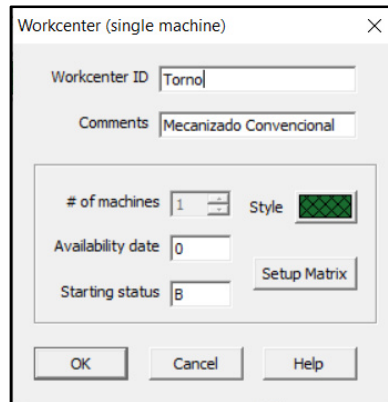 Workcenter (single machine)
Workcenter ID Torno
Comments Mecanizado Convencional
# of machines 1 Style
Availability date 0
Setup Matrix
Starting status B
OK Cancel Help